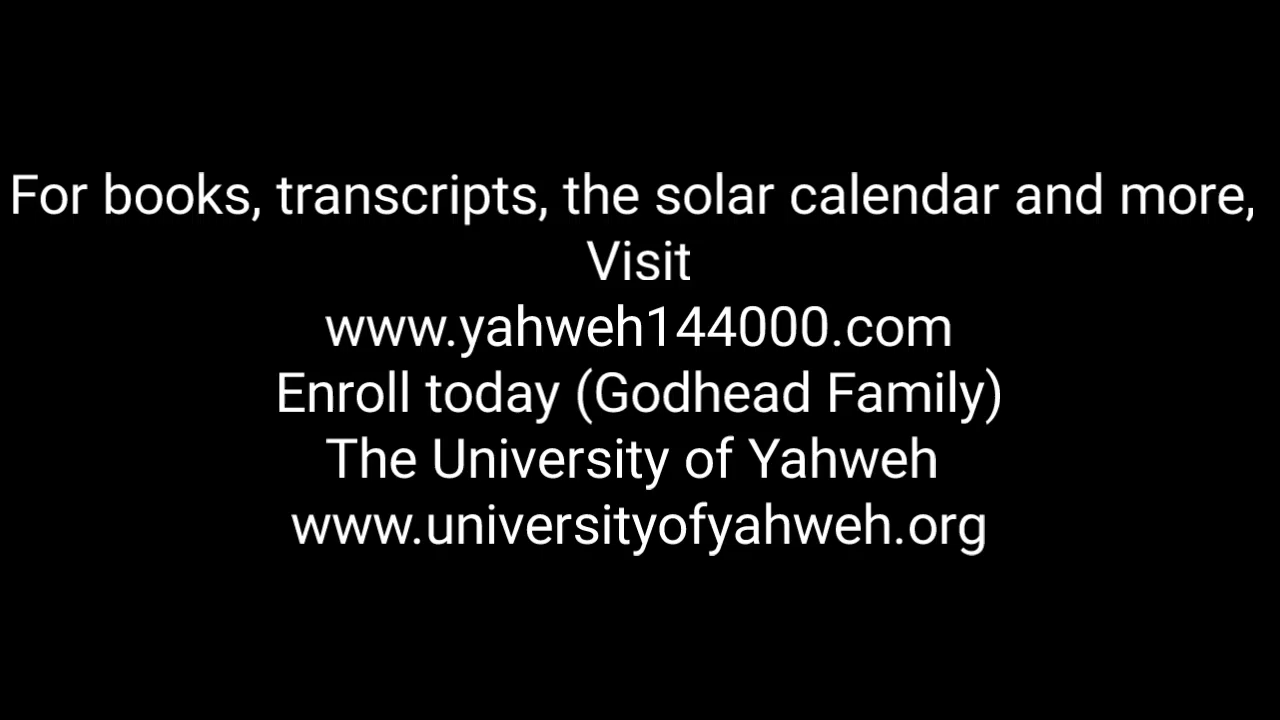 For books, transcripts, the solar calendar and more,
Visit
www.yahweh144000.com
Enroll today (Godhead Family)
The University of Yahweh
www.universityofyahweh.org